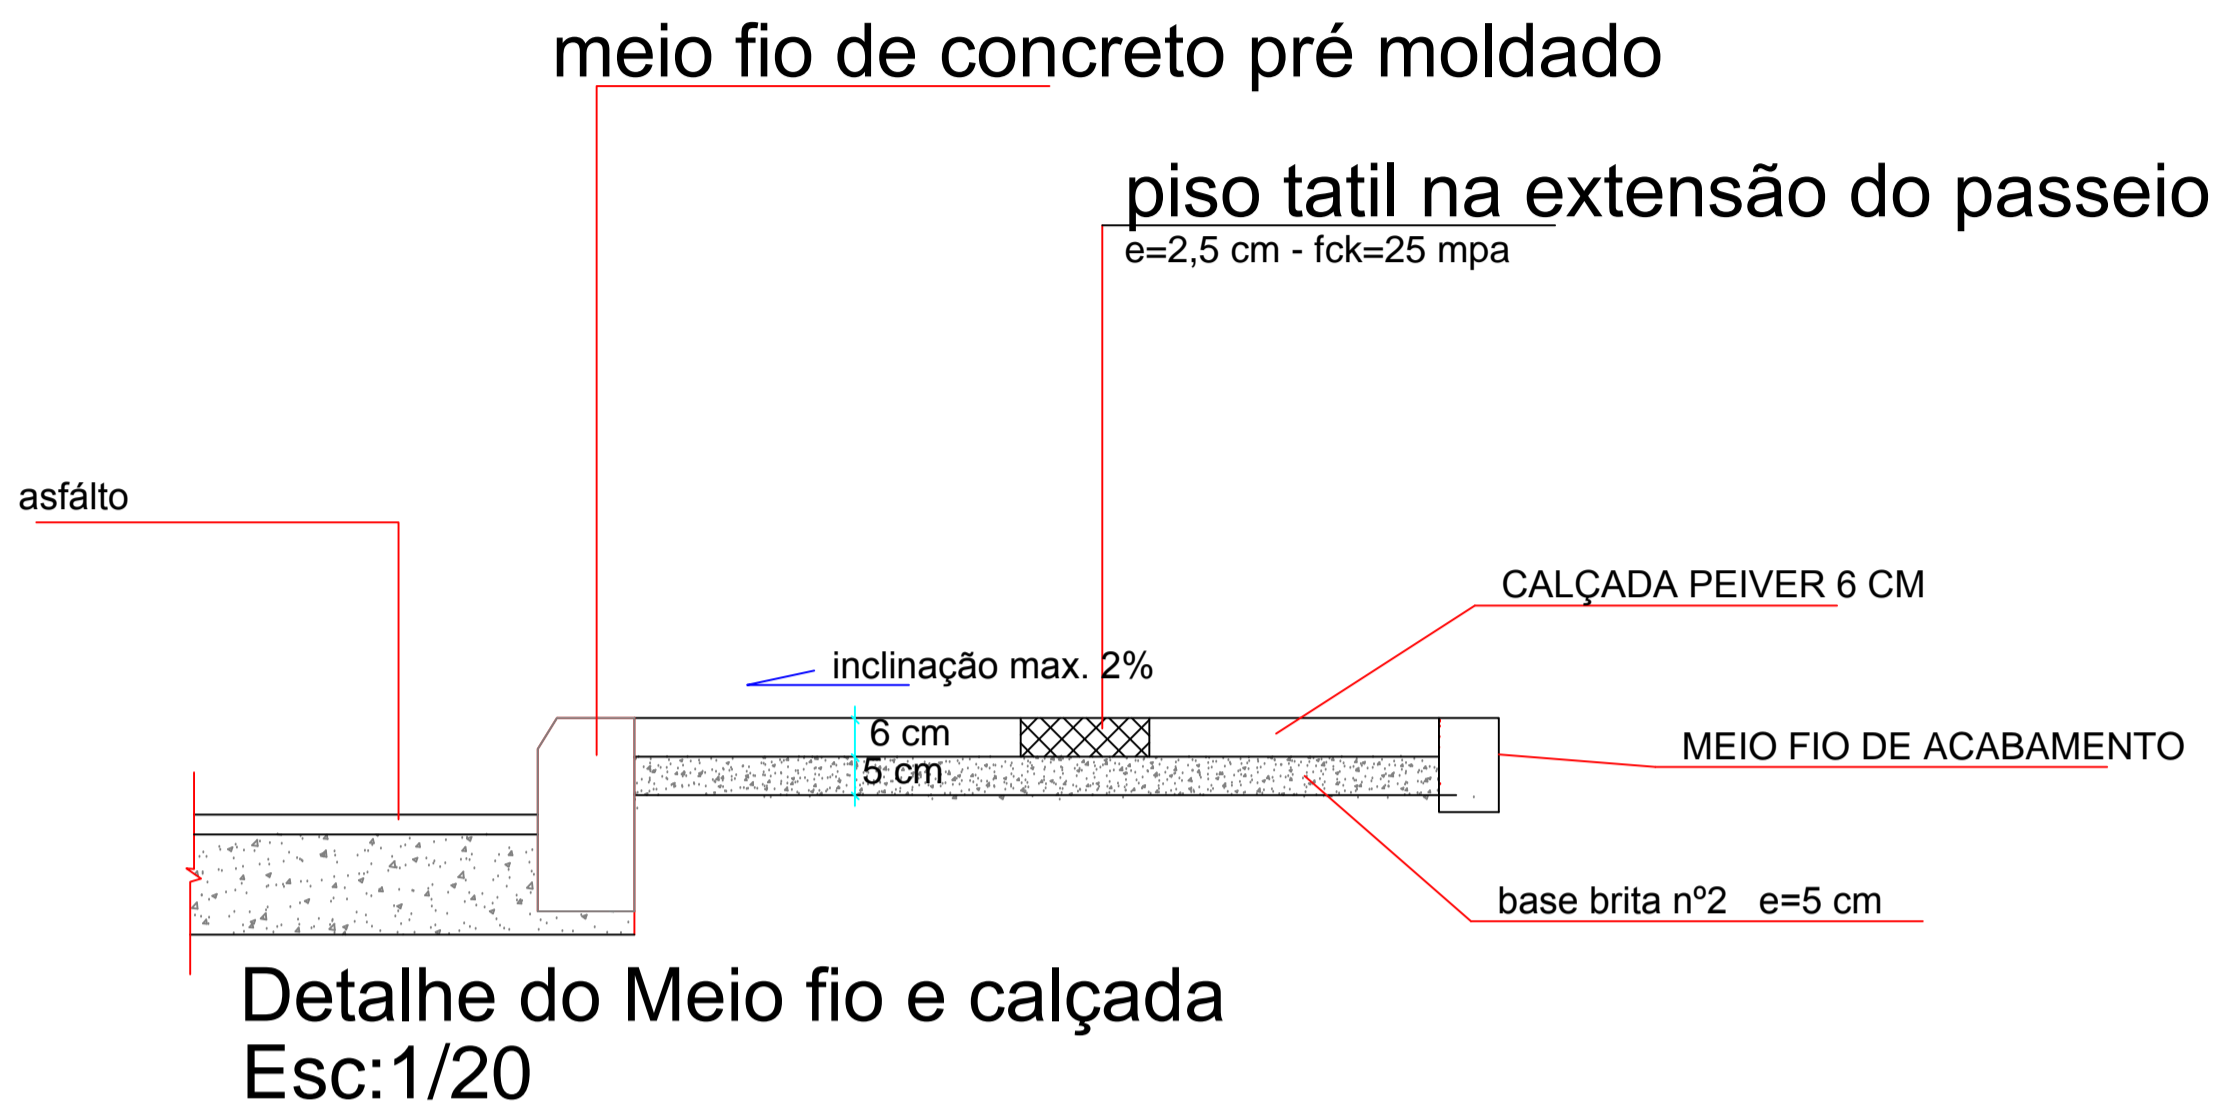 meio fio de concreto pré moldado
piso tatil na extensão do passeio
e=2,5 cm - fck=25 mpa
asfálto
CALÇADA PEIVER 6 CM
inclinação max. 2%
6 cm
5 cm
MEIO FIO DE ACABAMENTO
base brita nº2 e=5 cm
Detalhe do Meio fio e calçada
Esc:1/20